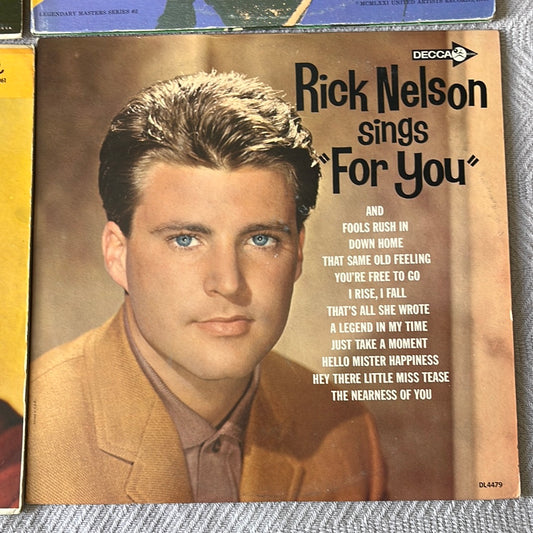 LEGENDARY MASTERS SERIES #2
℗ MCMLXXI UNITED ARTISTS RECORDS, INC.
DECCA
Rick Nelson
sings
"For You"
AND
FOOLS RUSH IN
DOWN HOME
THAT SAME OLD FEELING
YOU'RE FREE TO GO
I RISE, I FALL
THAT'S ALL SHE WROTE
A LEGEND IN MY TIME
JUST TAKE A MOMENT
HELLO MISTER HAPPINESS
HEY THERE LITTLE MISS TEASE
THE NEARNESS OF YOU
DL4479